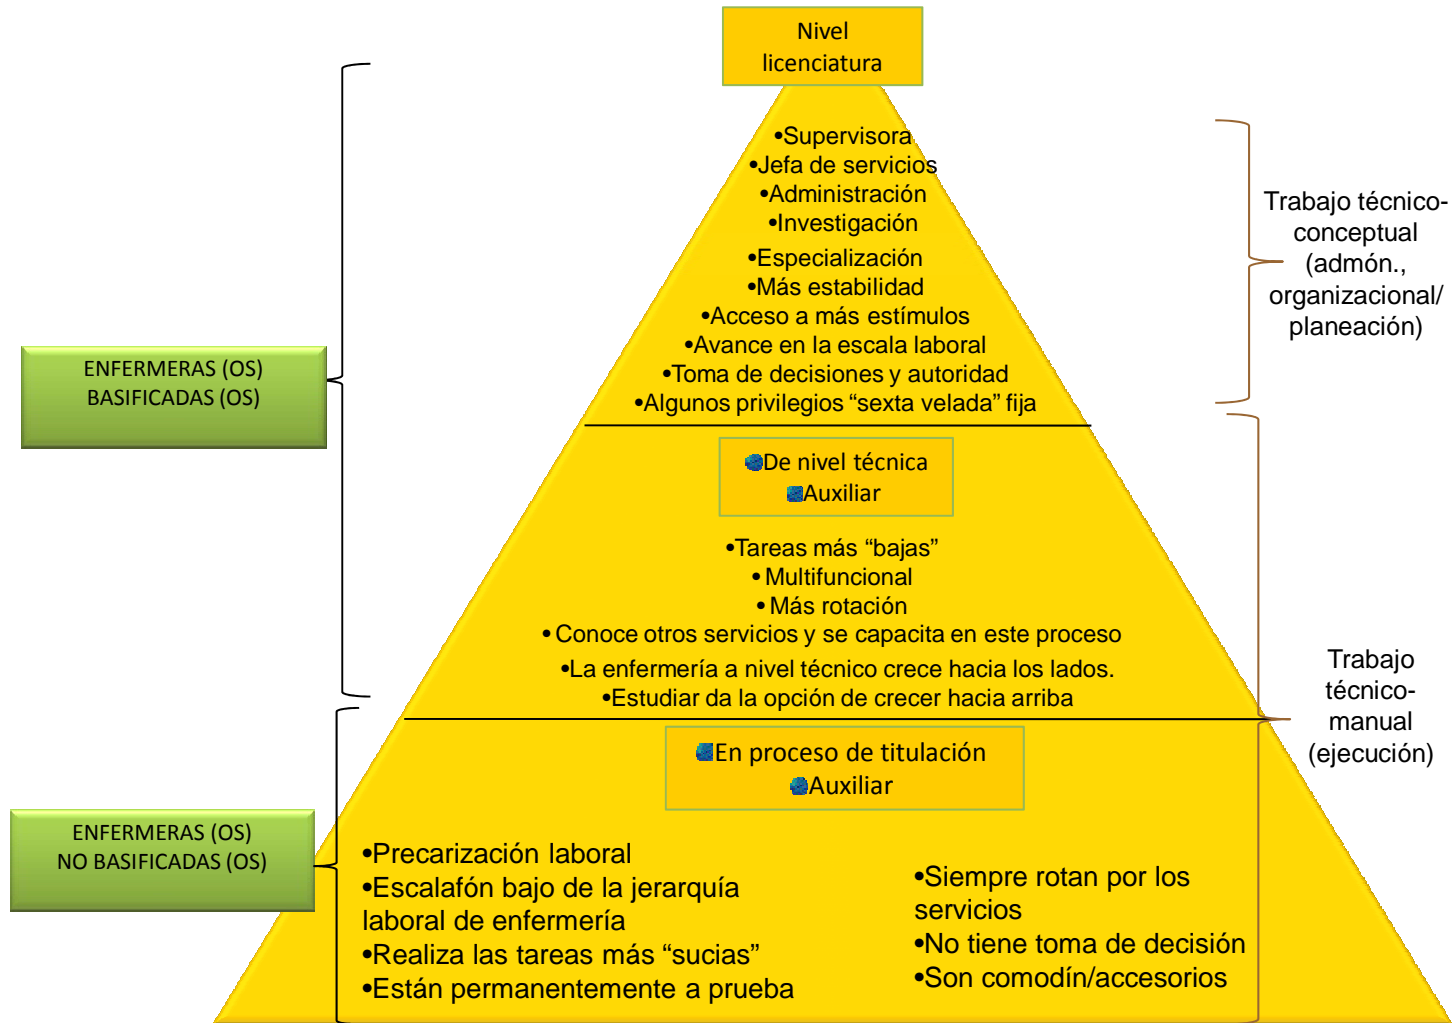 Nivel
licenciatura
•Supervisora
•Jefa de servicios
•Administración
•Investigación
•Especialización
•Más estabilidad
•Acceso a más estímulos
•Avance en la escala laboral
•Toma de decisiones y autoridad
•Algunos privilegios “sexta velada” fija
Trabajo técnico-
conceptual
(admón.,
organizacional/
planeación)
ENFERMERAS (OS)
BASIFICADAS (OS)
De nivel técnica
Auxiliar
•Tareas más “bajas”
•Multifuncional
•Más rotación
•Conoce otros servicios y se capacita en este proceso
•La enfermería a nivel técnico crece hacia los lados.
•Estudiar da la opción de crecer hacia arriba
Trabajo
técnico-
manual
(ejecución)
En proceso de titulación
Auxiliar
ENFERMERAS (OS)
NO BASIFICADAS (OS)
•Precarización laboral
•Escalafón bajo de la jerarquía
laboral de enfermería
•Realiza las tareas más “sucias”
•Están permanentemente a prueba
•Siempre rotan por los
servicios
•No tiene toma de decisión
•Son comodín/accesorios